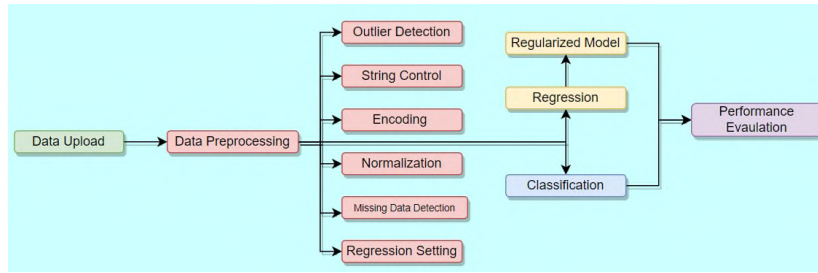 Data Upload
Data Preprocessing
Outlier Detection
String Control
Encoding
Normalization
Missing Data Detection
Regression Setting
Regularized Model
Regression
Classification
Performance
Evaulation